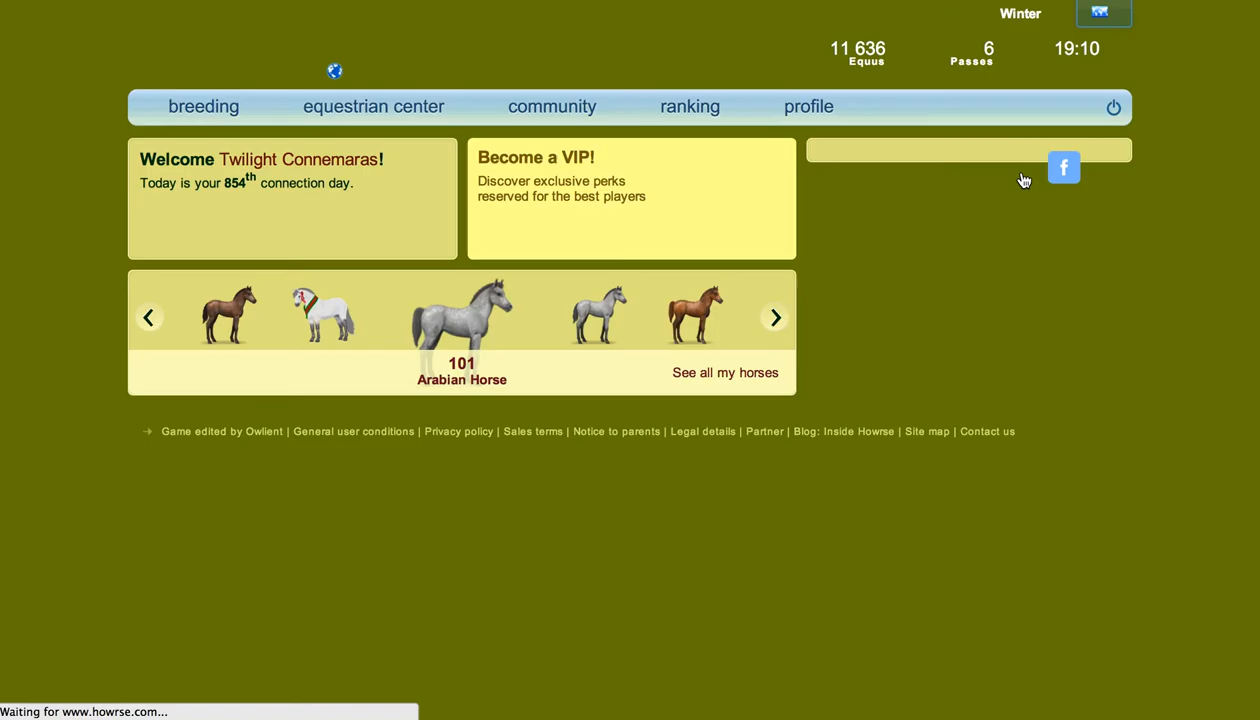 Winter
11 636 6 19:10
Equus Passes
breeding equestrian center community ranking profile
Welcome Twilight Connemaras!
Today is your 854th connection day.
Become a VIP!
Discover exclusive perks
reserved for the best players
f
101
Arabian Horse
See all my horses
Game edited by Owlient | General user conditions | Privacy policy | Sales terms | Notice to parents | Legal details | Partner | Blog: Inside Howrse | Site map | Contact us
Waiting for www.howrse.com...